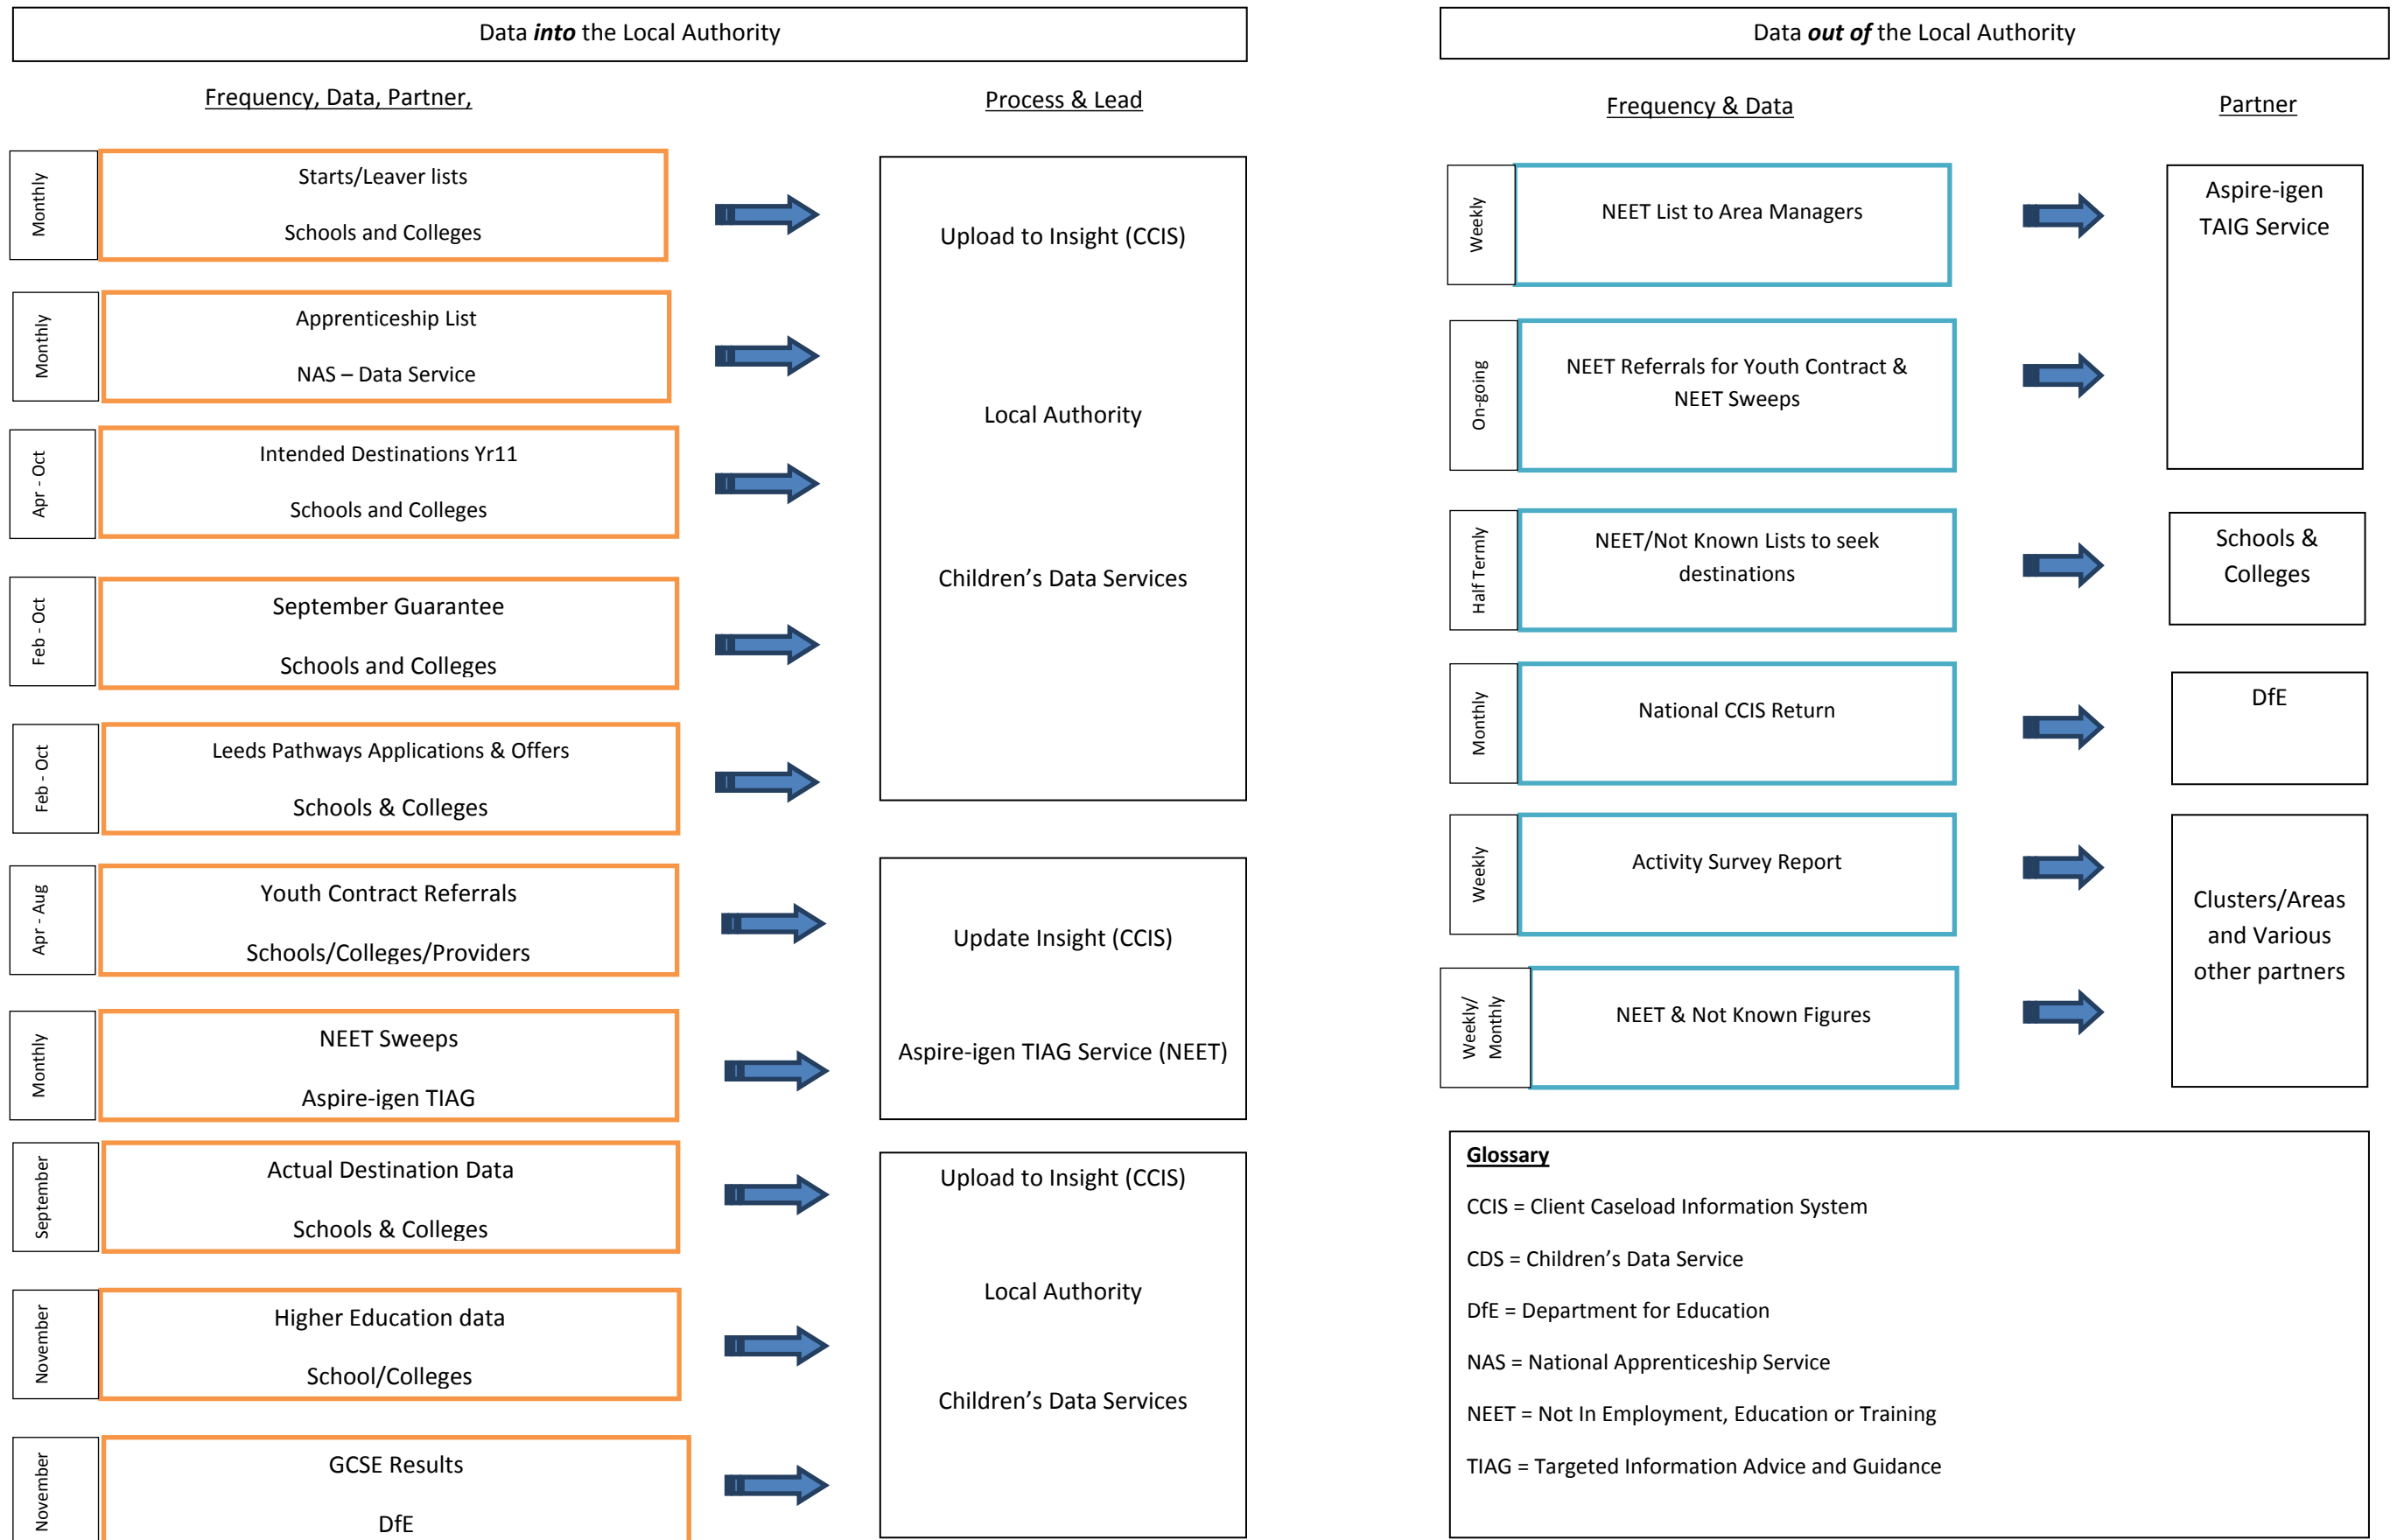 Data into the Local Authority
Frequency, Data, Partner,
Process & Lead
Monthly
Starts/Leaver lists
Schools and Colleges
Monthly
Apprenticeship List
NAS – Data Service
Apr - Oct
Intended Destinations Yr11
Schools and Colleges
Feb - Oct
September Guarantee
Schools and Colleges
Feb - Oct
Leeds Pathways Applications & Offers
Schools & Colleges
Upload to Insight (CCIS)
Local Authority
Children's Data Services
Apr - Aug
Youth Contract Referrals
Schools/Colleges/Providers
Monthly
NEET Sweeps
Aspire-igen TIAG
Update Insight (CCIS)
Aspire-igen TIAG Service (NEET)
September
Actual Destination Data
Schools & Colleges
November
Higher Education data
School/Colleges
November
GCSE Results
DfE
Upload to Insight (CCIS)
Local Authority
Children's Data Services
Data out of the Local Authority
Frequency & Data
Partner
Weekly
NEET List to Area Managers
On-going
NEET Referrals for Youth Contract &
NEET Sweeps
Aspire-igen
TAIG Service
Half Termly
NEET/Not Known Lists to seek
destinations
Schools &
Colleges
Monthly
National CCIS Return
DfE
Weekly
Activity Survey Report
Weekly/
Monthly
NEET & Not Known Figures
Clusters/Areas
and Various
other partners
Glossary
CCIS = Client Caseload Information System
CDS = Children's Data Service
DfE = Department for Education
NAS = National Apprenticeship Service
NEET = Not In Employment, Education or Training
TIAG = Targeted Information Advice and Guidance